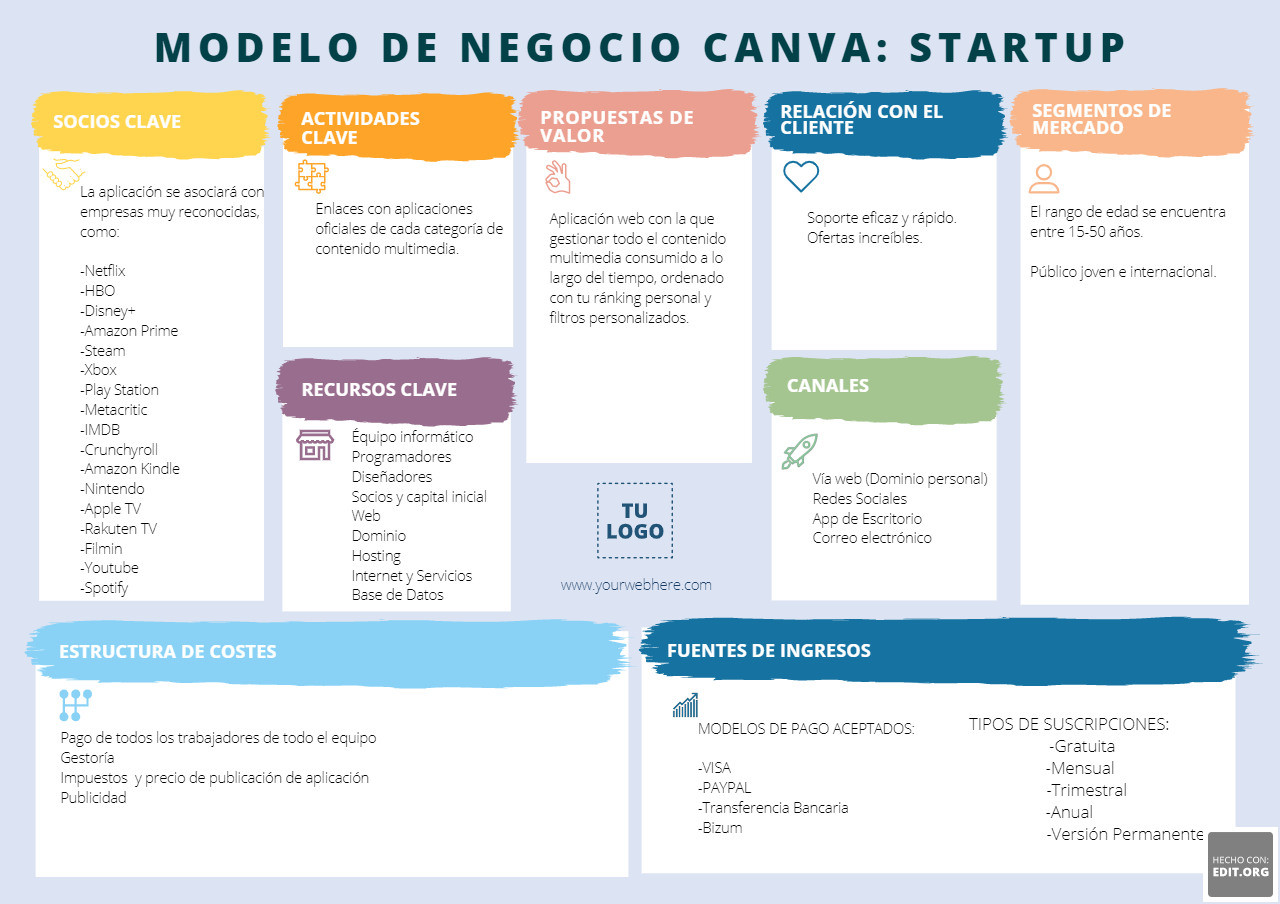 MODELO DE NEGOCIO CANVA: STARTUP
SOCIOS CLAVE
La aplicación se asociará con
empresas muy reconocidas,
como:
-Netflix
-HBO
-Disney+
-Amazon Prime
-Steam
-Xbox
-Play Station
-Metacritic
-IMDB
-Crunchyroll
-Amazon Kindle
-Nintendo
-Apple TV
-Rakuten TV
-Filmin
-Youtube
-Spotify
ACTIVIDADES
CLAVE
Enlaces con aplicaciones
oficiales de cada categoría de
contenido multimedia.
RECURSOS CLAVE
Équipo informático
Programadores
Diseñadores
Socios y capital inicial
Web
Dominio
Hosting
Internet y Servicios
Base de Datos
PROPUESTAS DE
VALOR
Aplicación web con la que
gestionar todo el contenido
multimedia consumido a lo
largo del tiempo, ordenado
con tu ránking personal y
filtros personalizados.
TU
LOGO
www.yourwebhere.com
RELACIÓN CON EL
CLIENTE
Soporte eficaz y rápido.
Ofertas increíbles.
CANALES
Vía web (Dominio personal)
Redes Sociales
App de Escritorio
Correo electrónico
SEGMENTOS DE
MERCADO
El rango de edad se encuentra
entre 15-50 años.
Público joven e internacional.
ESTRUCTURA DE COSTES
Pago de todos los trabajadores de todo el equipo
Gestoría
Impuestos y precio de publicación de aplicación
Publicidad
FUENTES DE INGRESOS
MODELOS DE PAGO ACEPTADOS:
-VISA
-PAYPAL
-Transferencia Bancaria
-Bizum
TIPOS DE SUSCRIPCIONES:
-Gratuita
-Mensual
-Trimestral
-Anual
-Versión Permanente
HECHO CON:
EDIT.ORG